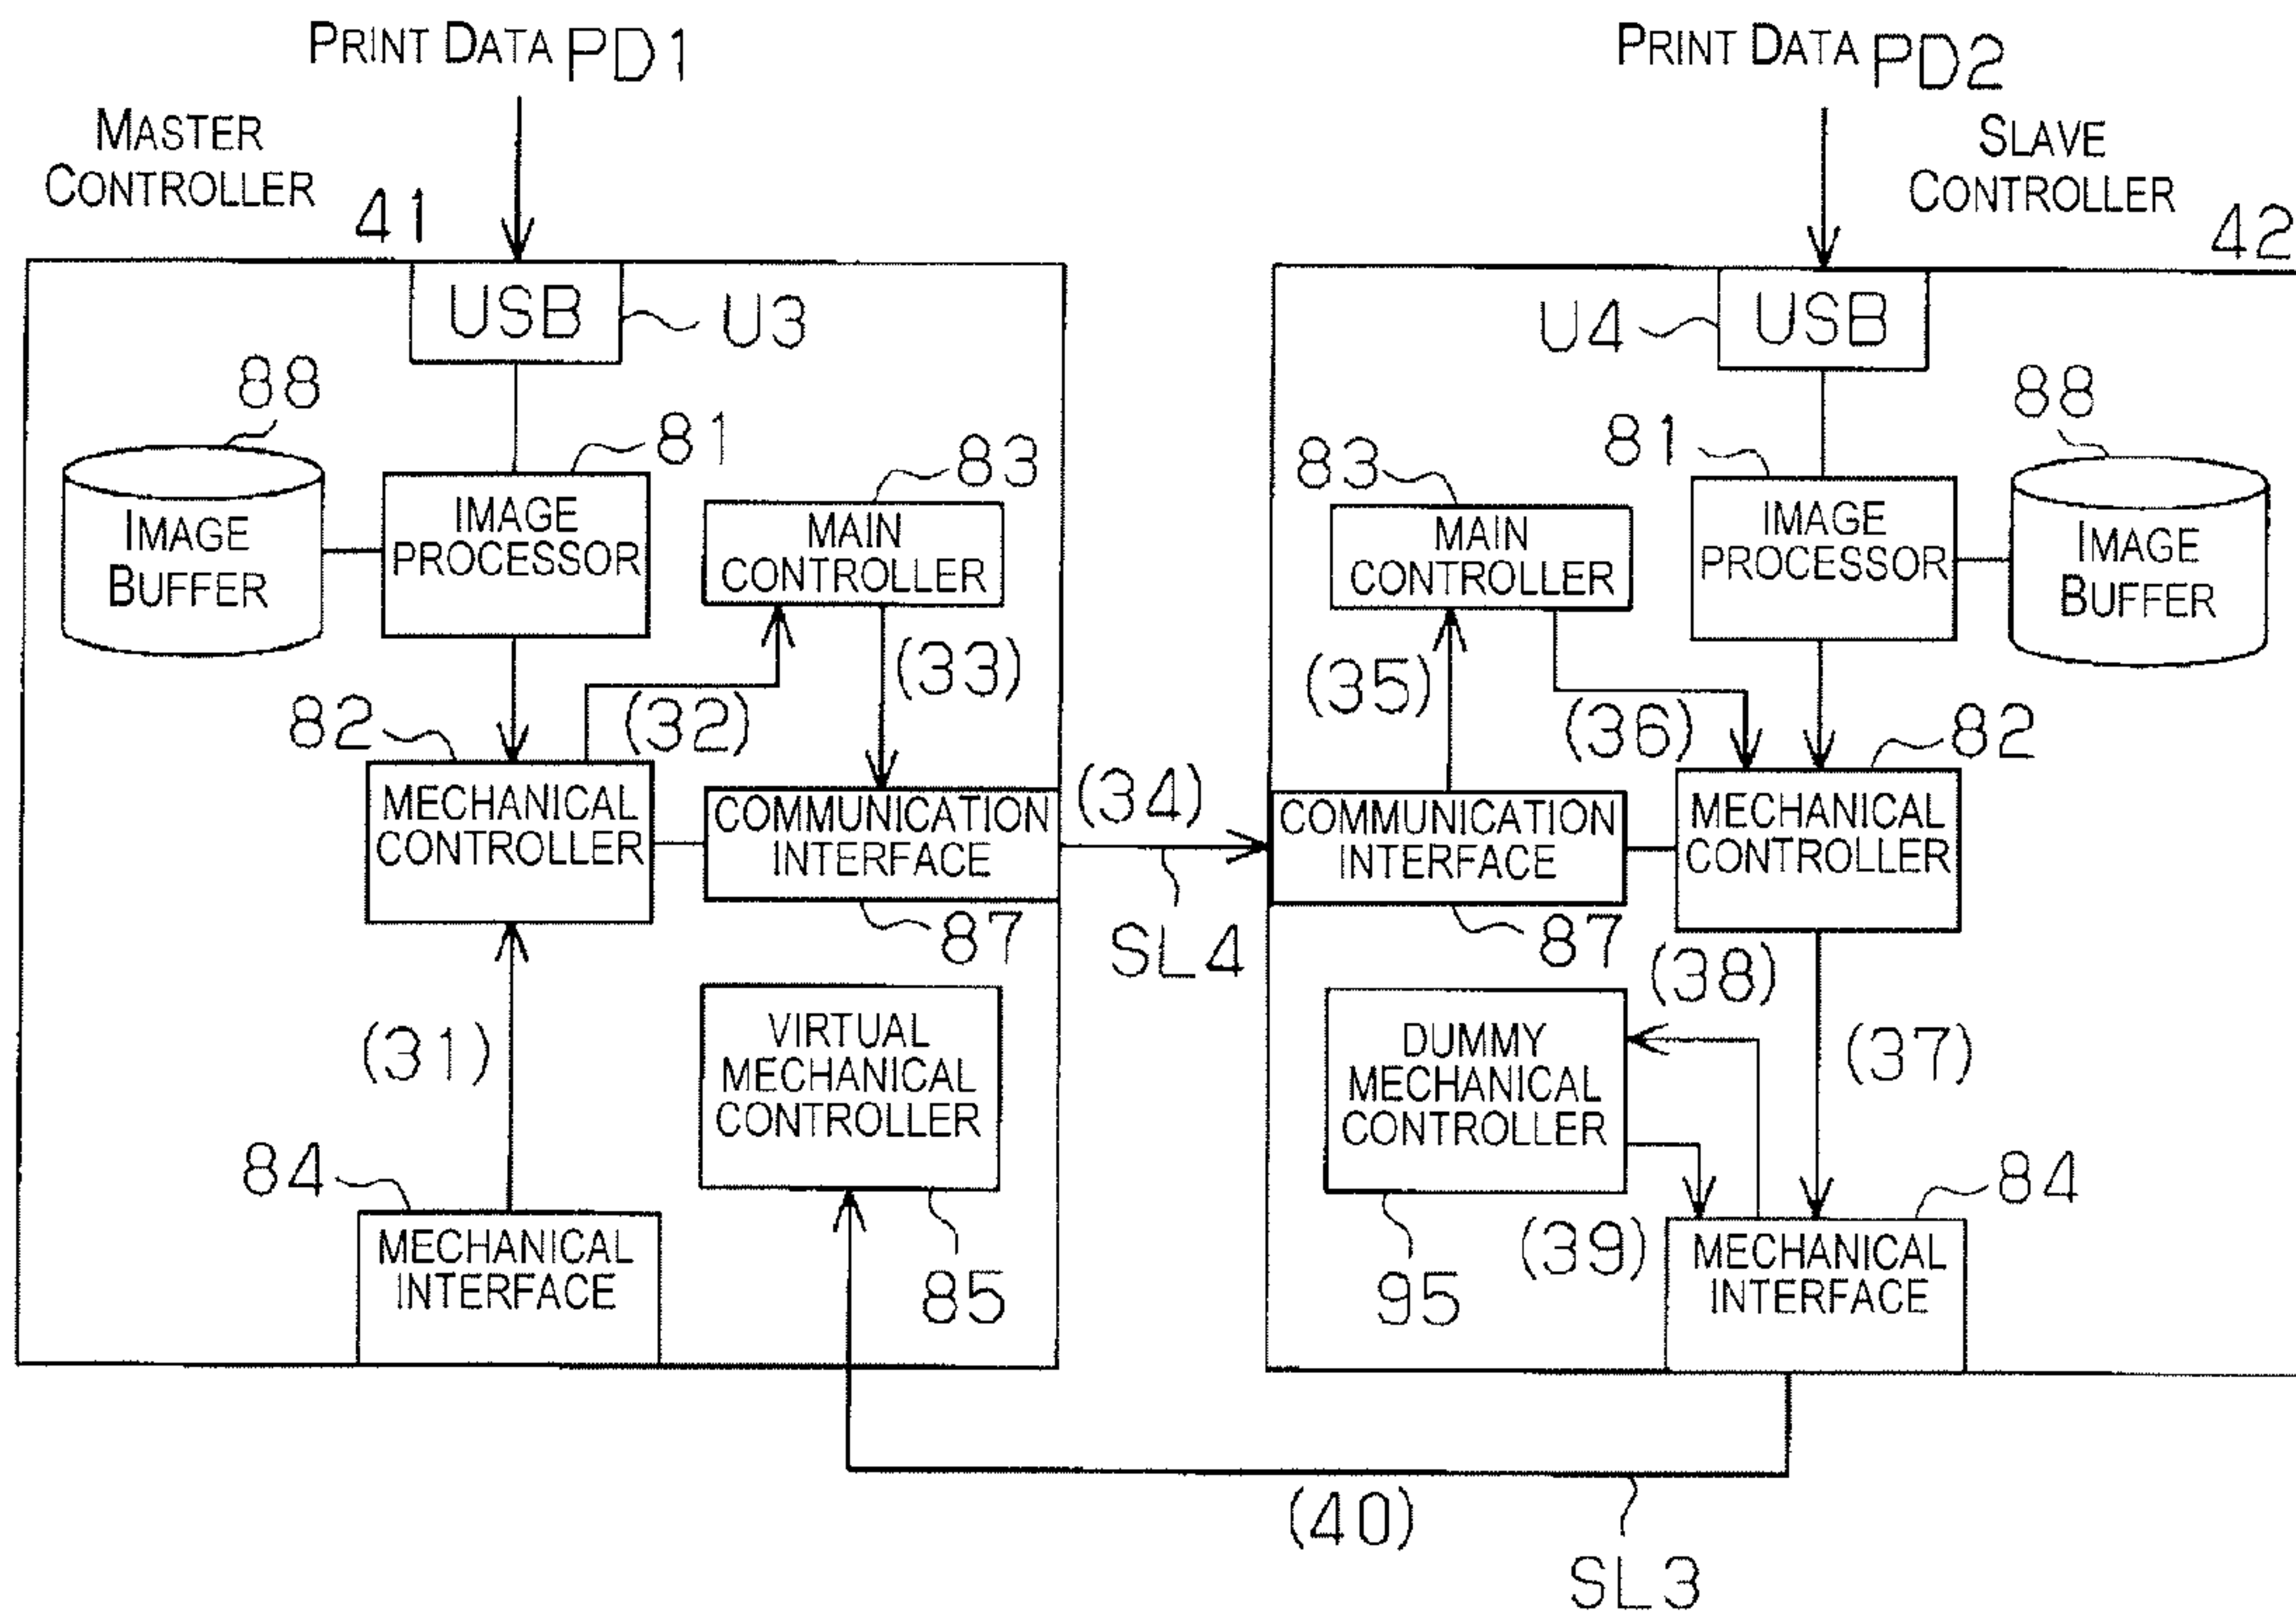 PRINT DATA PD1
MASTER
CONTROLLER
41
USB
U3
88
81
83
IMAGE
BUFFER
IMAGE
PROCESSOR
MAIN
CONTROLLER
(32)
(33)
82
MECHANICAL
CONTROLLER
COMMUNICATION
INTERFACE
87
(34)
SL4
(31)
VIRTUAL
MECHANICAL
CONTROLLER
84
MECHANICAL
INTERFACE
85
PRINT DATA PD2
SLAVE
CONTROLLER
42
U4
USB
88
81
83
MAIN
CONTROLLER
IMAGE
PROCESSOR
IMAGE
BUFFER
(35)
(36)
82
COMMUNICATION
INTERFACE
MECHANICAL
CONTROLLER
87
(38)
DUMMY
MECHANICAL
CONTROLLER
(37)
84
95
(39)
MECHANICAL
INTERFACE
(40)
SL3